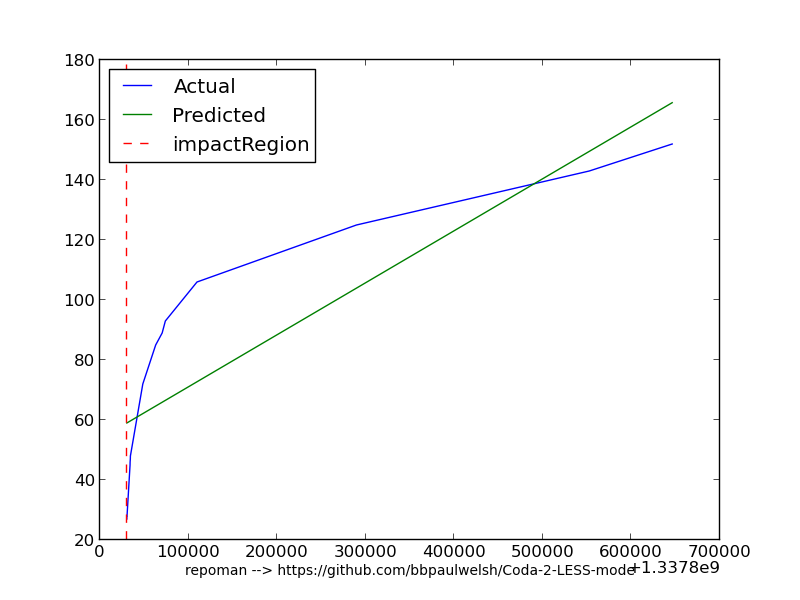 180
160
140
120
100
80
60
40
20
Actual
Predicted
impactRegion
0 100000 200000 300000 400000 500000 600000 700000
+1.3378e9
repoman --> https://github.com/bbpaulwelsh/Coda-2-LESS-mode